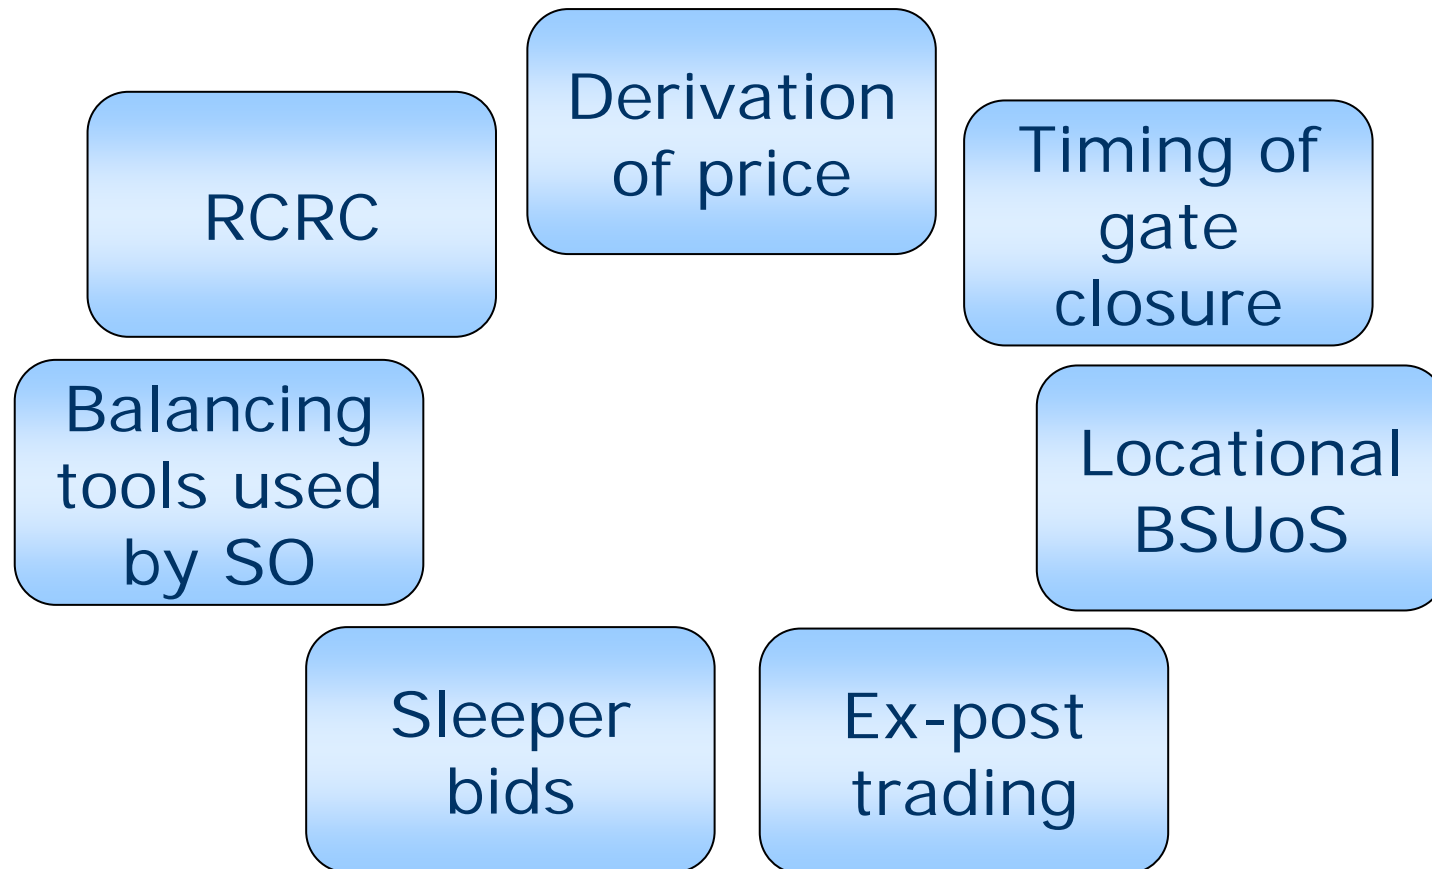 Derivation
of price
Timing of
gate
closure
RCRC
Locational
BSUoS
Balancing
tools used
by SO
Sleeper
bids
Ex-post
trading